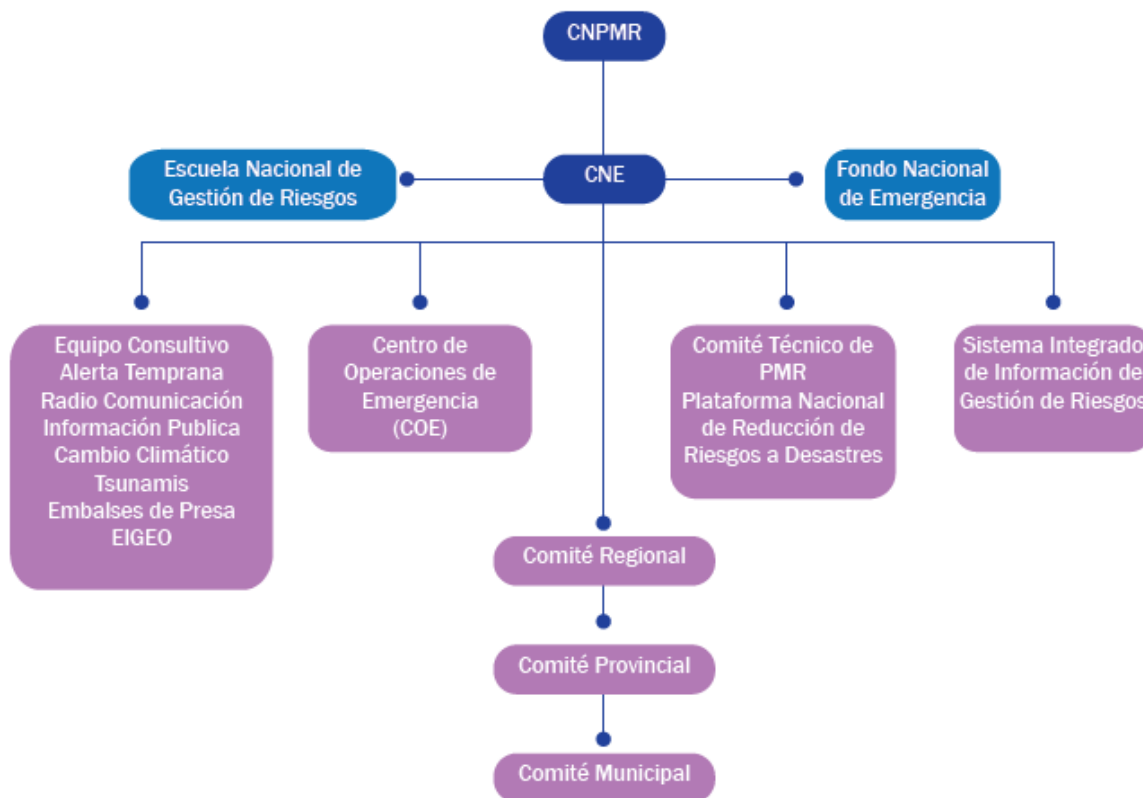 CNPMR
Escuela Nacional de
Gestión de Riesgos
CNE
Fondo Nacional
de Emergencia
Equipo Consultivo
Alerta Temprana
Radio Comunicación
Información Publica
Cambio Climático
Tsunamis
Embalses de Presa
EIGEO
Centro de
Operaciones de
Emergencia
(COE)
Comité Técnico de
PMR
Plataforma Nacional
de Reducción de
Riesgos a Desastres
Sistema Integrado
de Información de
Gestión de Riesgos
Comité Regional
Comité Provincial
Comité Municipal